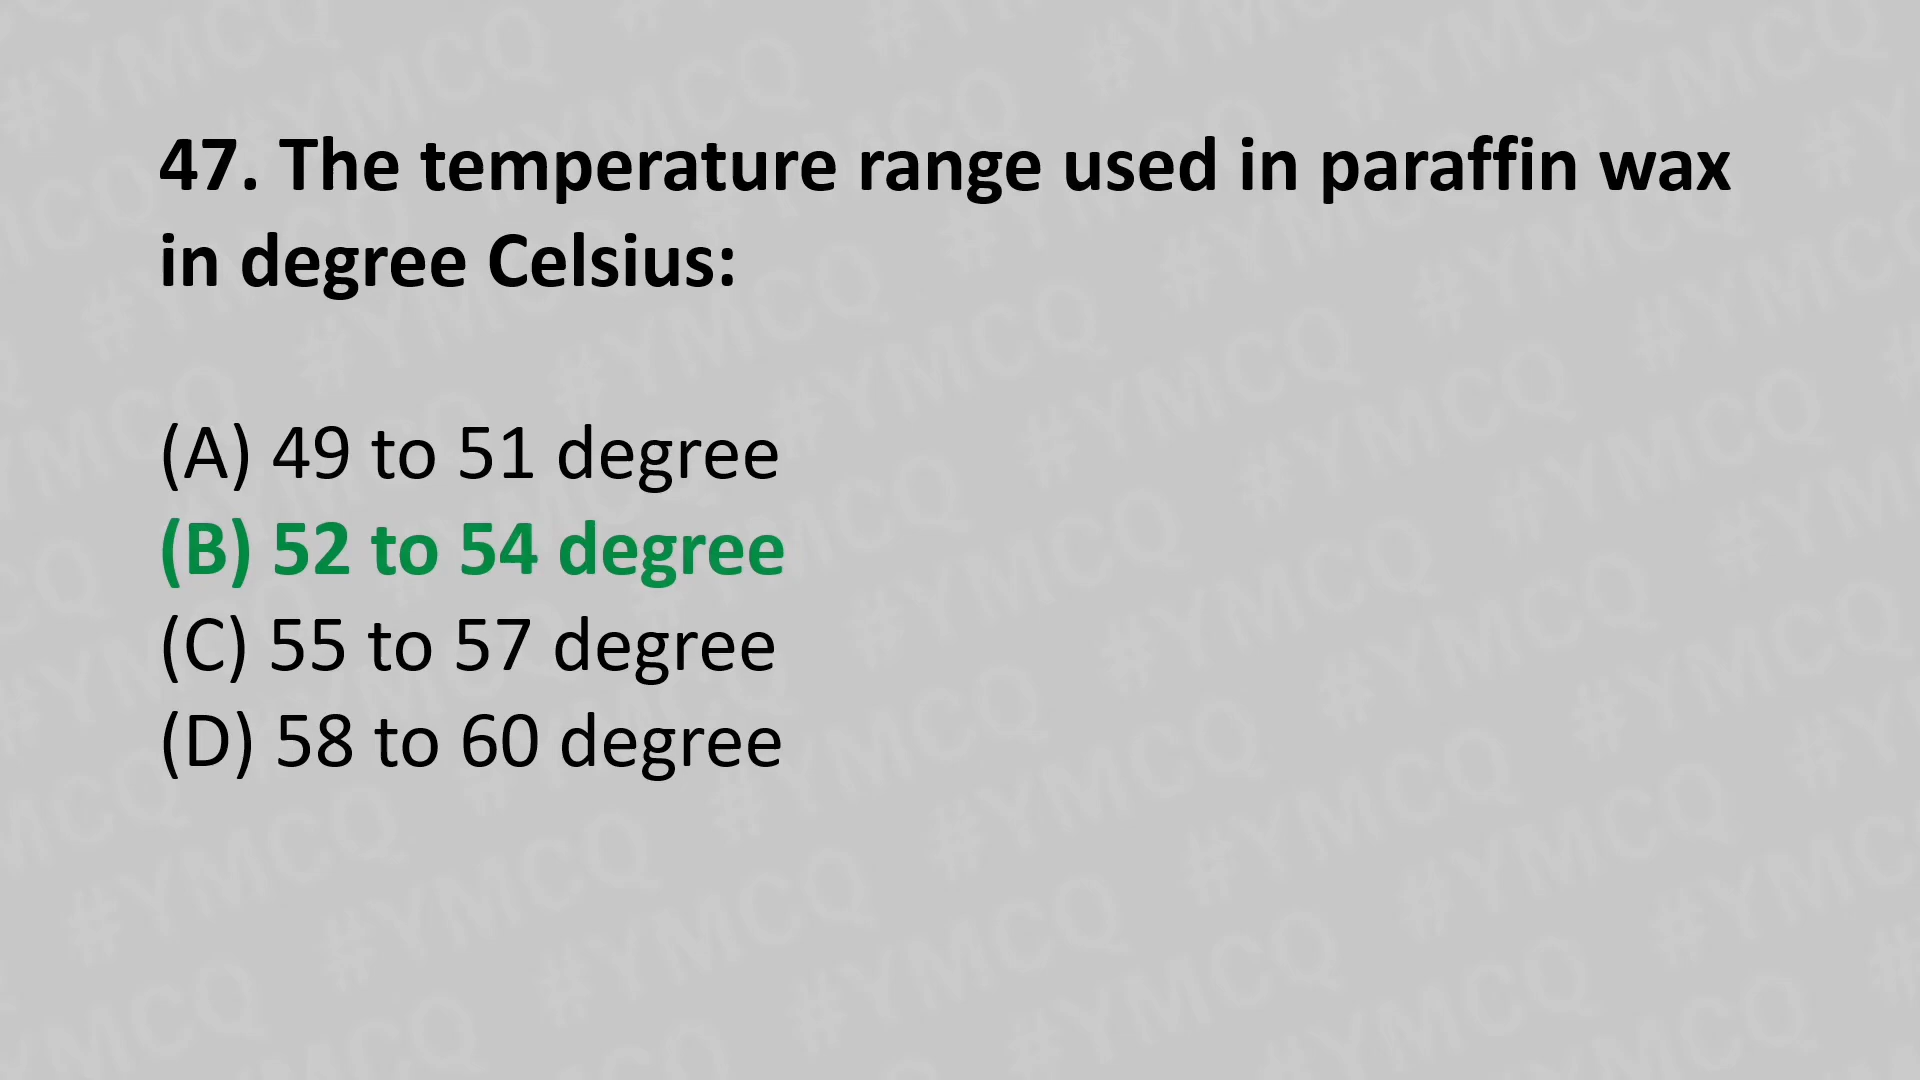 47. The temperature range used in paraffin wax
in degree Celsius:
(A) 49 to 51 degree
(B) 52 to 54 degree
(C) 55 to 57 degree
(D) 58 to 60 degree
#YMCQ